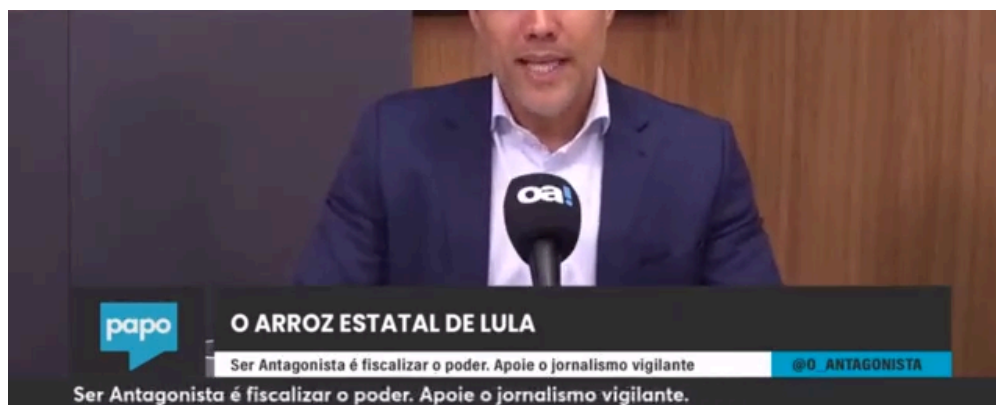 oa!
papo
O ARROZ ESTATAL DE LULA
Ser Antagonista é fiscalizar o poder. Apoie o jornalismo vigilante
@O_ANTAGONISTA
Ser Antagonista é fiscalizar o poder. Apoie o jornalismo vigilante.